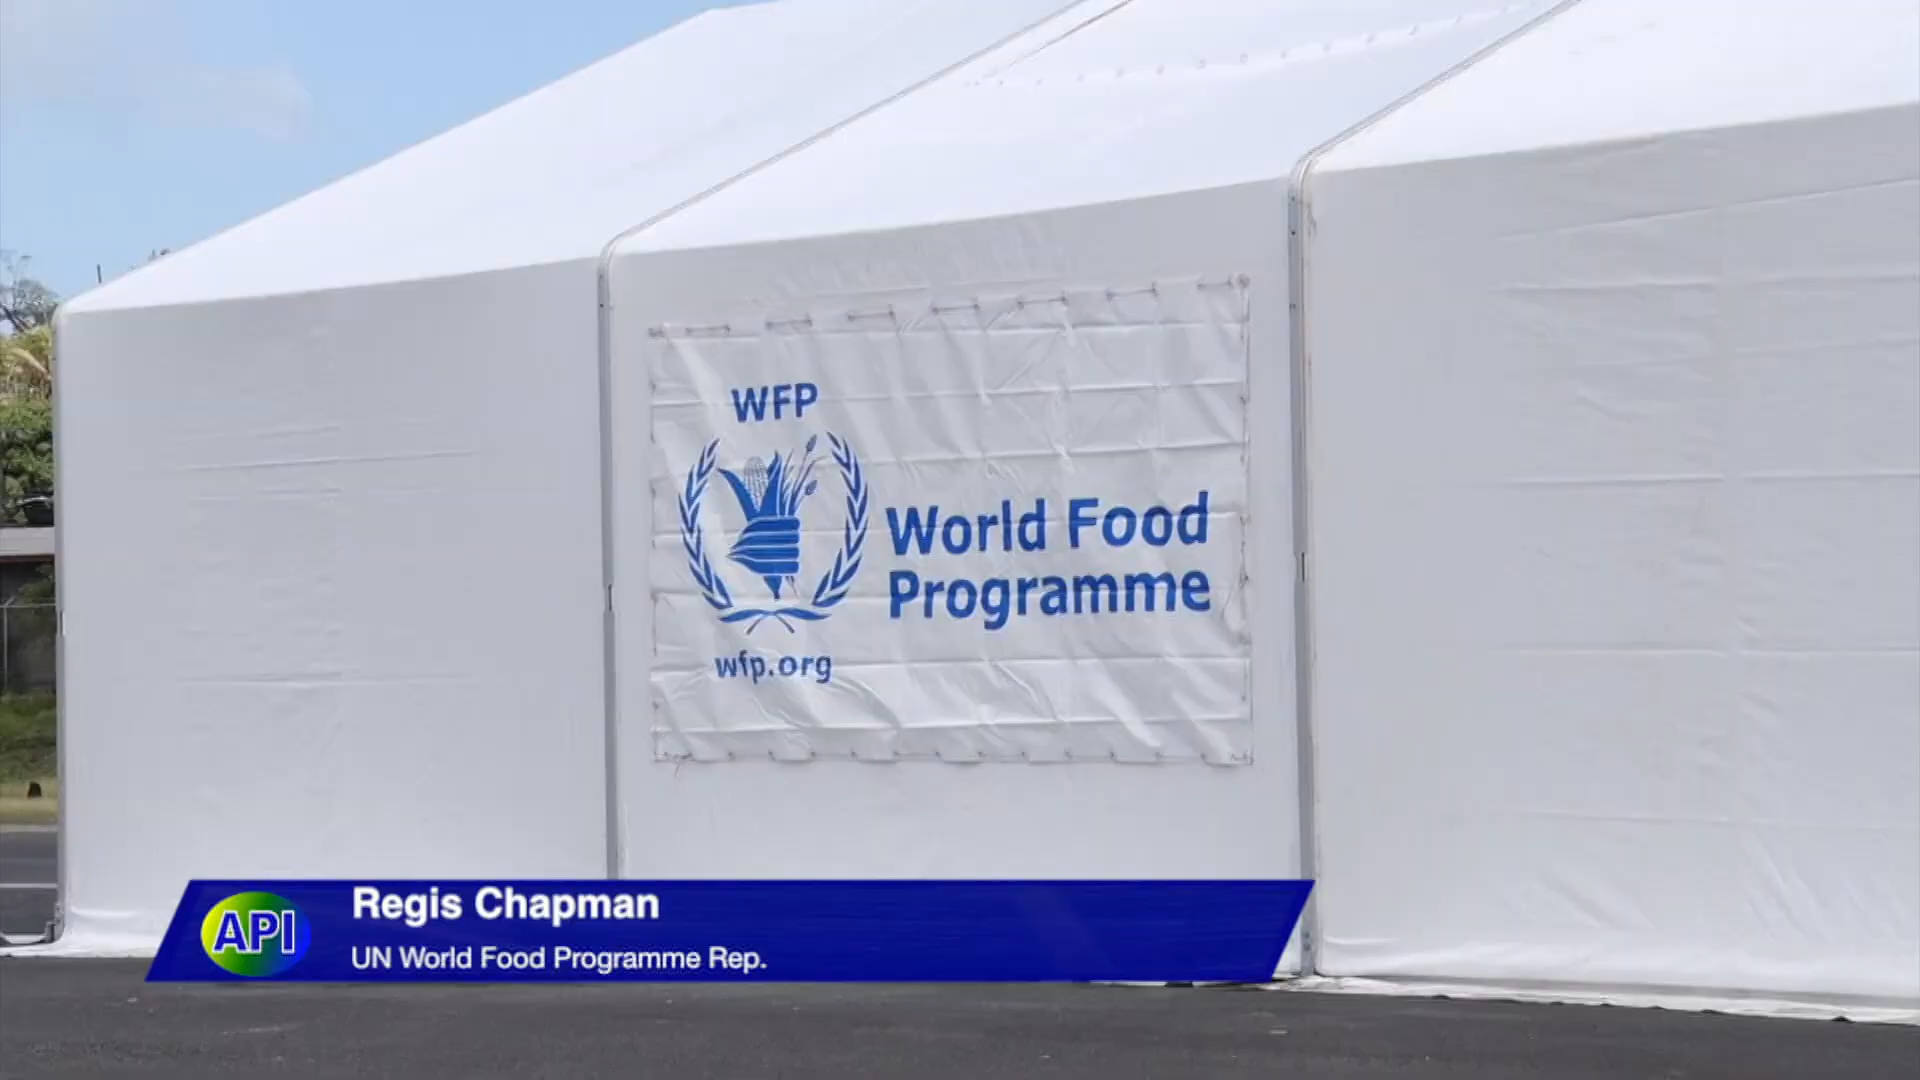 WFP
World Food
Programme
wfp.org
API
Regis Chapman
UN World Food Programme Rep.